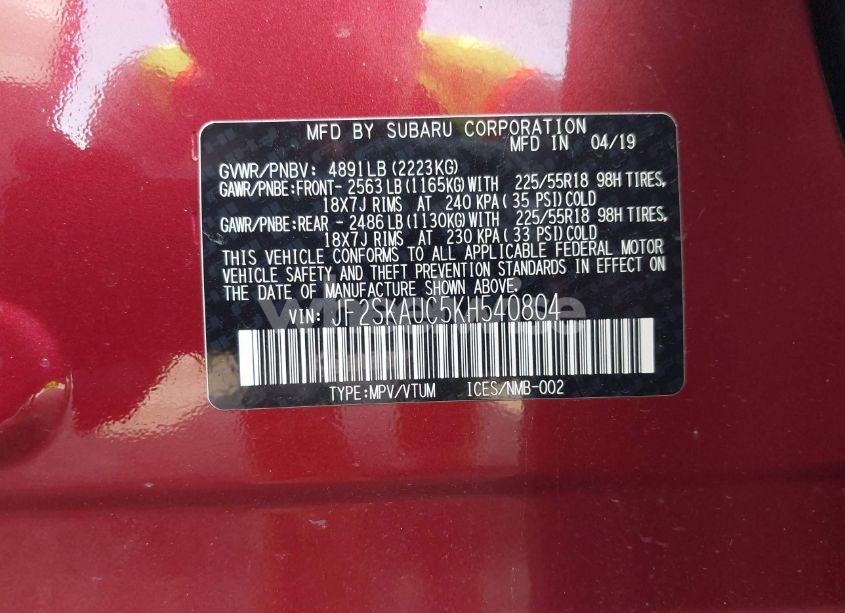 MFD BY SUBARU CORPORATION
MFD IN 04/19
GVWR/PNBV: 4891LB(2223KG)
GAWR/PNBE:FRONT- 2563LB(1165KG)WITH 225/55R18 98H TIRES,
18X7J RIMS AT 240 KPA( 35 PSI)COLD
GAWR/PNBE:REAR - 2486LB(1130KG)WITH 225/55R18 98H TIRES,
18X7J RIMS AT 230 KPA( 33 PSI)COLD
THIS VEHICLE CONFORMS TO ALL APPLICABLE FEDERAL MOTOR
VEHICLE SAFETY AND THEFT PREVENTION STANDARDS IN EFFECT ON
THE DATE OF MANUFACTURE SHOWN ABOVE.
VIN: JF2SKAUC5KH540804
TYPE:MPV/VTUM ICES/NMB-002